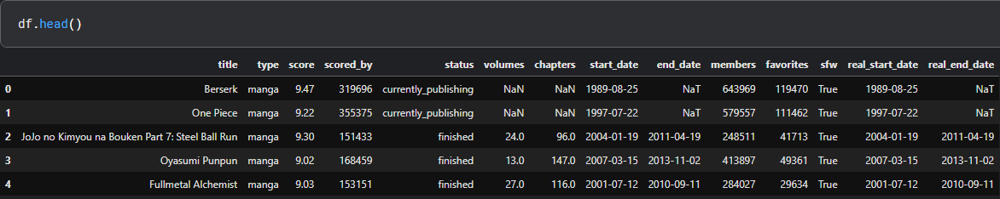 df.head()
title type score scored_by status volumes chapters start_date end_date members favorites sfw real_start_date real_end_date
0 Berserk manga 9.47 319696 currently_publishing NaN NaN 1989-08-25 NaT 643969 119470 True 1989-08-25 NaT
1 One Piece manga 9.22 355375 currently_publishing NaN NaN 1997-07-22 NaT 579557 111462 True 1997-07-22 NaT
2 JoJo no Kimyou na Bouken Part 7: Steel Ball Run manga 9.30 151433 finished 24.0 96.0 2004-01-19 2011-04-19 248511 41713 True 2004-01-19 2011-04-19
3 Oyasumi Punpun manga 9.02 168459 finished 13.0 147.0 2007-03-15 2013-11-02 413897 49361 True 2007-03-15 2013-11-02
4 Fullmetal Alchemist manga 9.03 153151 finished 27.0 116.0 2001-07-12 2010-09-11 284027 29634 True 2001-07-12 2010-09-11